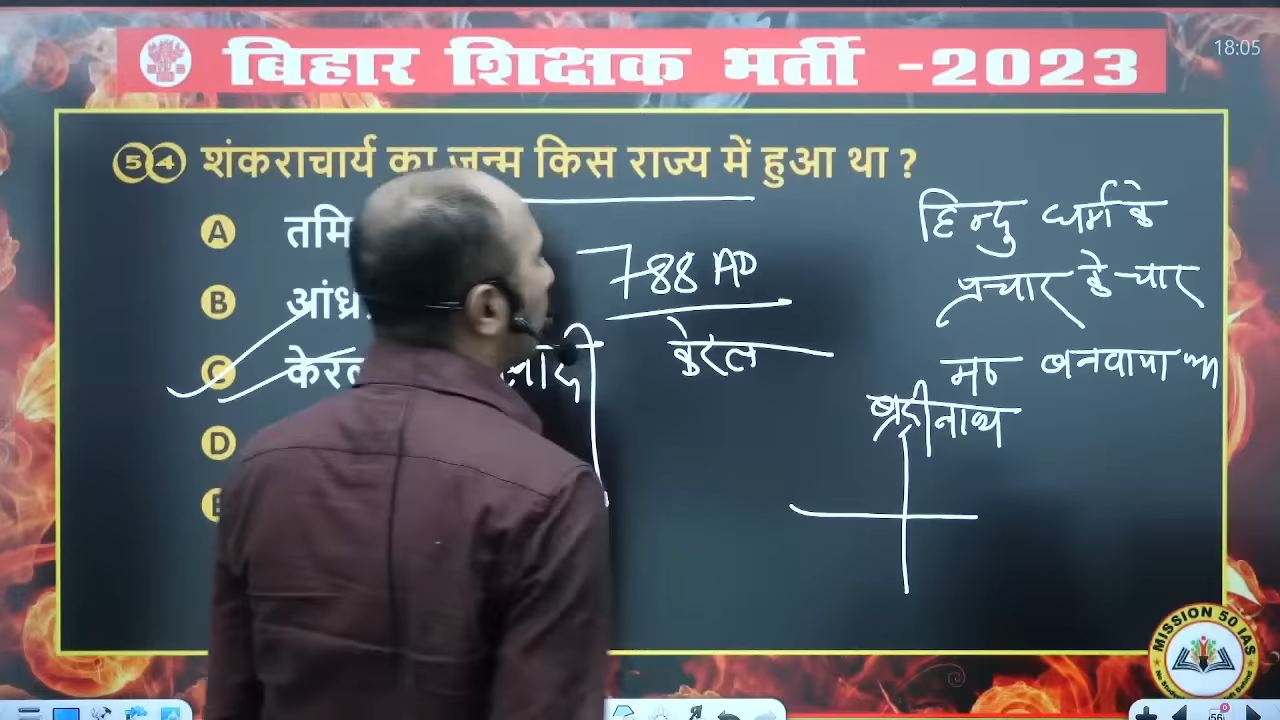 18:05
बिहार शिक्षक भर्ती -2023
54 शंकराचार्य का जन्म किस राज्य में हुआ था ?
A तमि
B आंध्र
C केरल
D
E
788 AD
केरल
हिन्दु धर्म के
प्रचार के चार
मठ बनवाया
बद्रीनाथ
MISSION 50 IAS
56